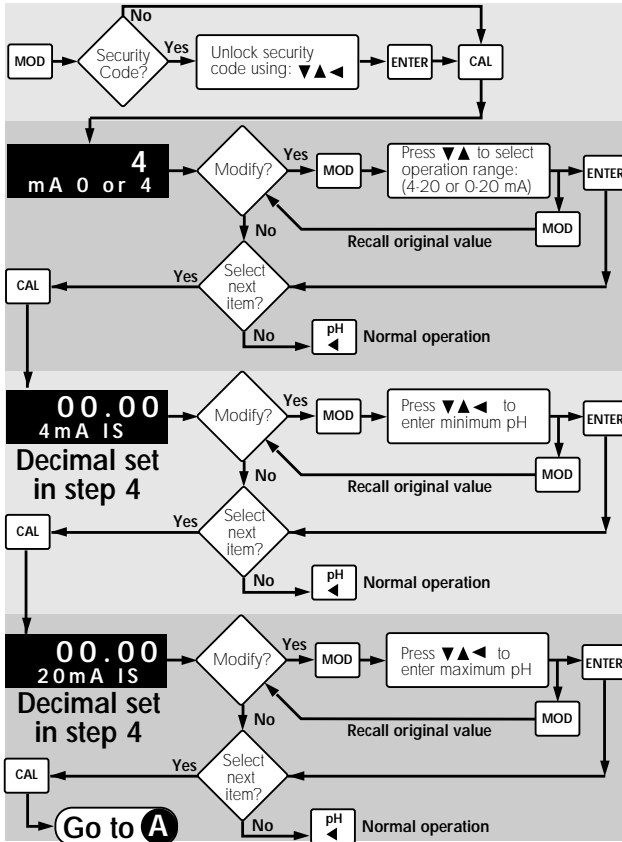 No
MOD
Security
Code?
Yes
Unlock security
code using: ▼▲◄
ENTER
CAL
4
mA 0 or 4
Modify?
Yes
MOD
Press ▼▲ to select
operation range:
(4-20 or 0-20 mA)
ENTER
No
Recall original value
MOD
CAL
Yes
Select
next
item?
No
pH
◄
Normal operation
00.00
4mA IS
Decimal set
in step 4
Modify?
Yes
MOD
Press ▼▲◄ to
enter minimum pH
ENTER
No
Recall original value
MOD
CAL
Yes
Select
next
item?
No
pH
◄
Normal operation
00.00
20mA IS
Decimal set
in step 4
Modify?
Yes
MOD
Press ▼▲◄ to
enter maximum pH
ENTER
No
Recall original value
MOD
CAL
Yes
Select
next
item?
No
pH
◄
Normal operation
Go to A